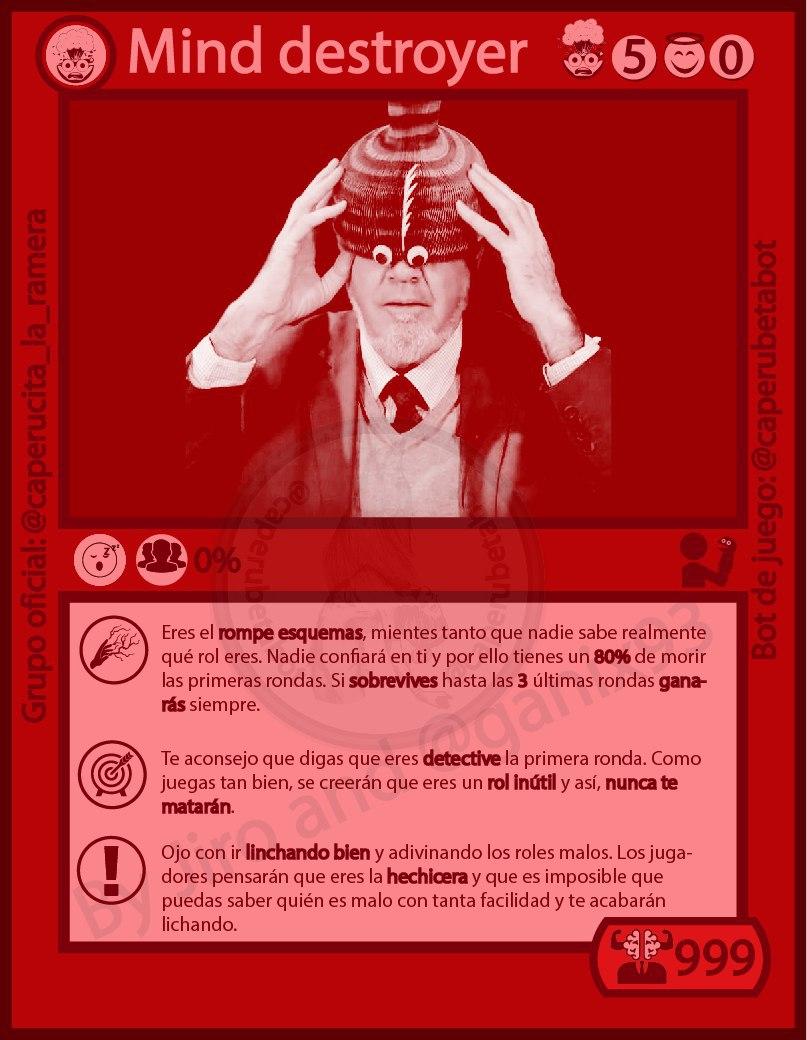 Mind destroyer
5
0
Grupo oficial: @caperucita_la_ramera
Bot de juego: @caperubetabot
0%
Eres el rompe esquemas, mientes tanto que nadie sabe realmente
qué rol eres. Nadie confiará en ti y por ello tienes un 80% de morir
las primeras rondas. Si sobrevives hasta las 3 últimas rondas gana-
rás siempre.
Te aconsejo que digas que eres detective la primera ronda. Como
juegas tan bien, se creerán que eres un rol inútil y así, nunca te
matarán.
Ojo con ir linchando bien y adivinando los roles malos. Los juga-
dores pensarán que eres la hechicera y que es imposible que
puedas saber quién es malo con tanta facilidad y te acabarán
lichando.
999
By Jiro and